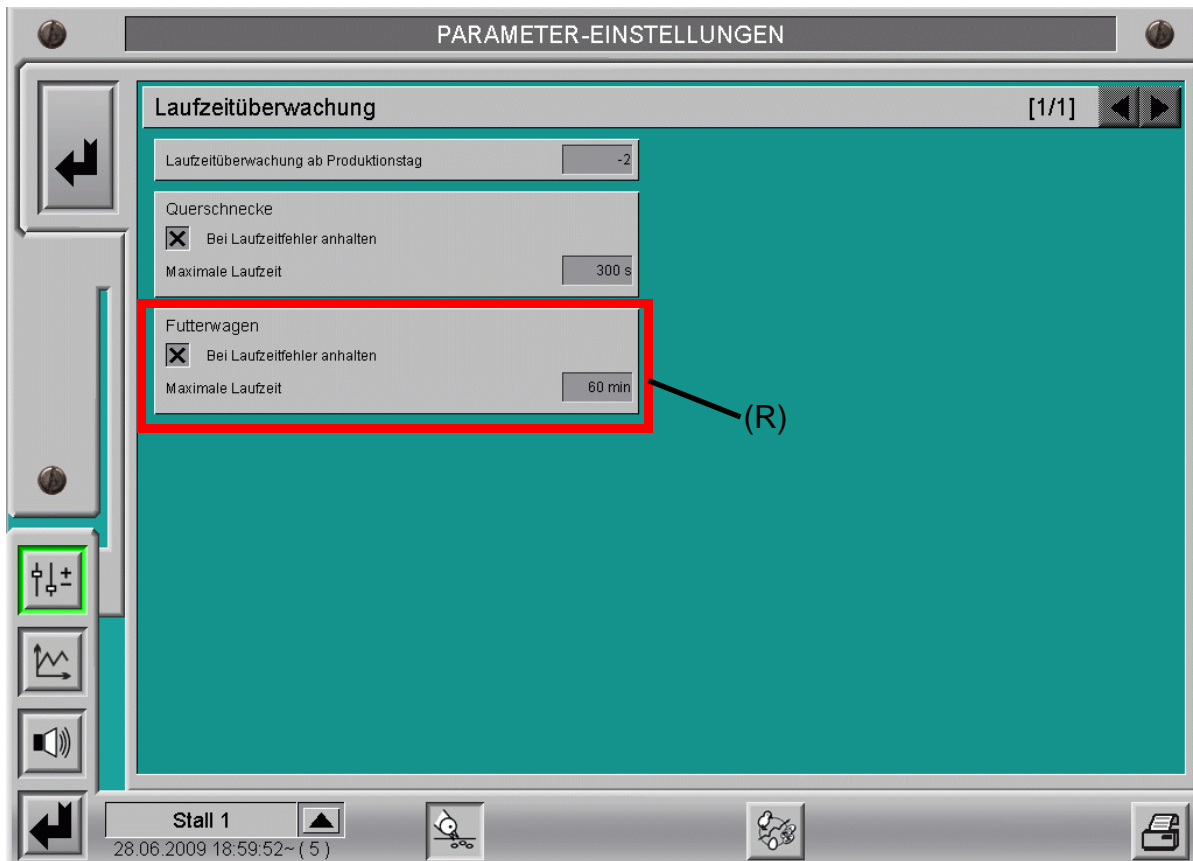 PARAMETER-EINSTELLUNGEN
Laufzeitüberwachung [1/1]
Laufzeitüberwachung ab Produktionstag -2
Querschnecke
Bei Laufzeitfehler anhalten
Maximale Laufzeit 300 s
Futterwagen
Bei Laufzeitfehler anhalten
Maximale Laufzeit 60 min
(R)
Stall 1
28.06.2009 18:59:52~ ( 5 )